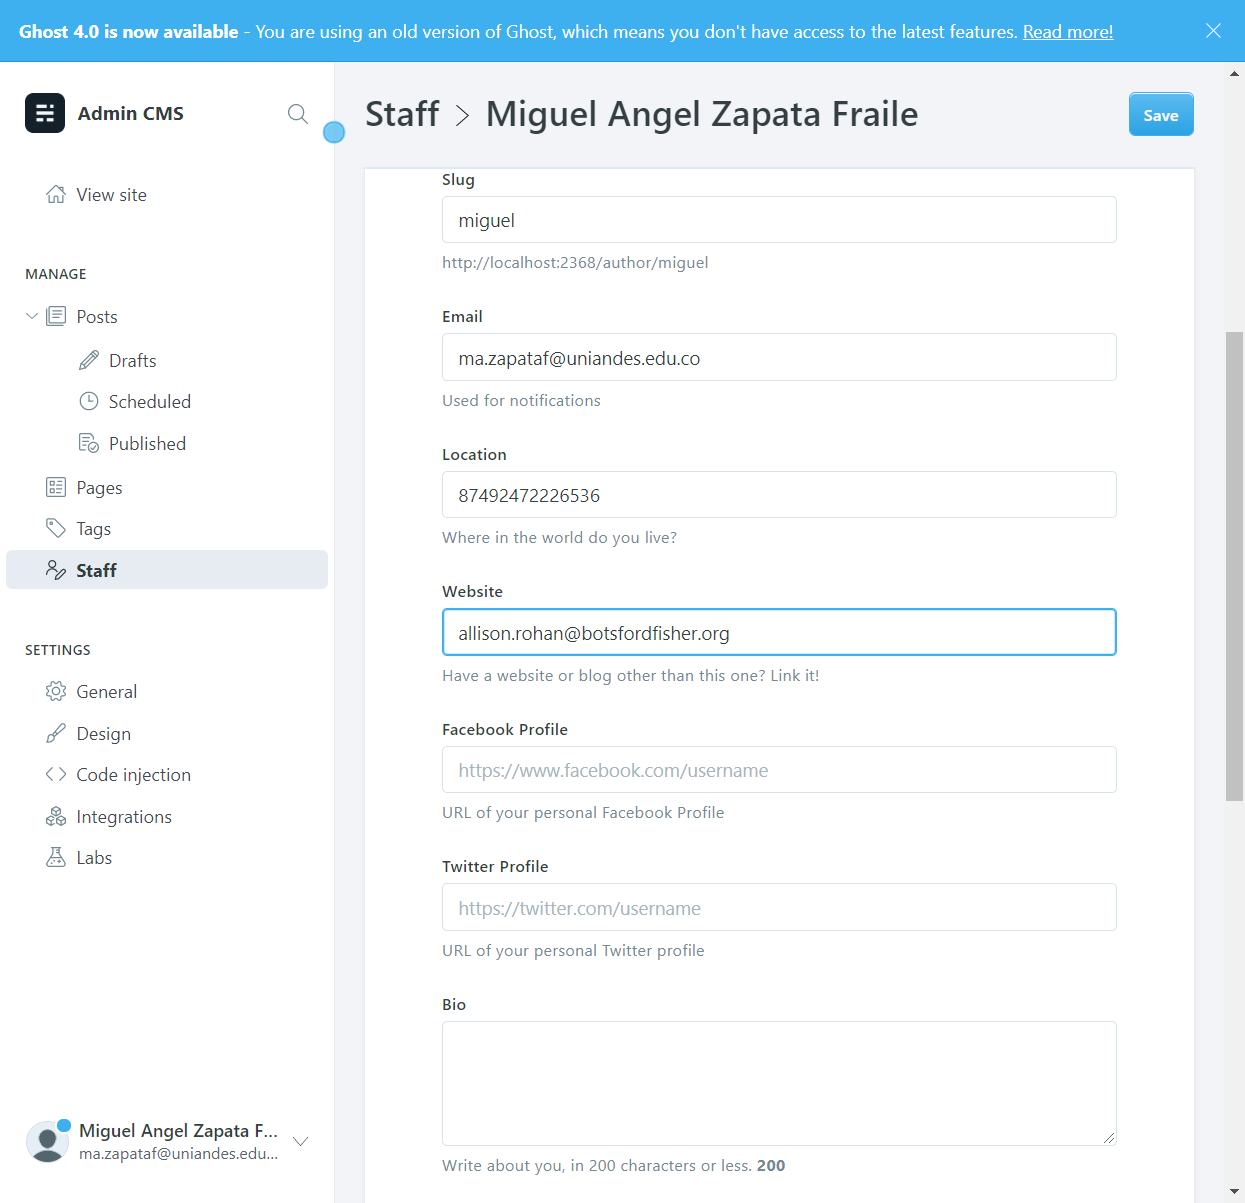 Ghost 4.0 is now available - You are using an old version of Ghost, which means you don't have access to the latest features. Read more!
Admin CMS
View site
MANAGE
Posts
Drafts
Scheduled
Published
Pages
Tags
Staff
SETTINGS
General
Design
Code injection
Integrations
Labs
Miguel Angel Zapata F...
ma.zapataf@uniandes.edu...
Staff > Miguel Angel Zapata Fraile
Save
Slug
miguel
http://localhost:2368/author/miguel
Email
ma.zapataf@uniandes.edu.co
Used for notifications
Location
87492472226536
Where in the world do you live?
Website
allison.rohan@botsfordfisher.org
Have a website or blog other than this one? Link it!
Facebook Profile
https://www.facebook.com/username
URL of your personal Facebook Profile
Twitter Profile
https://twitter.com/username
URL of your personal Twitter profile
Bio
Write about you, in 200 characters or less. 200